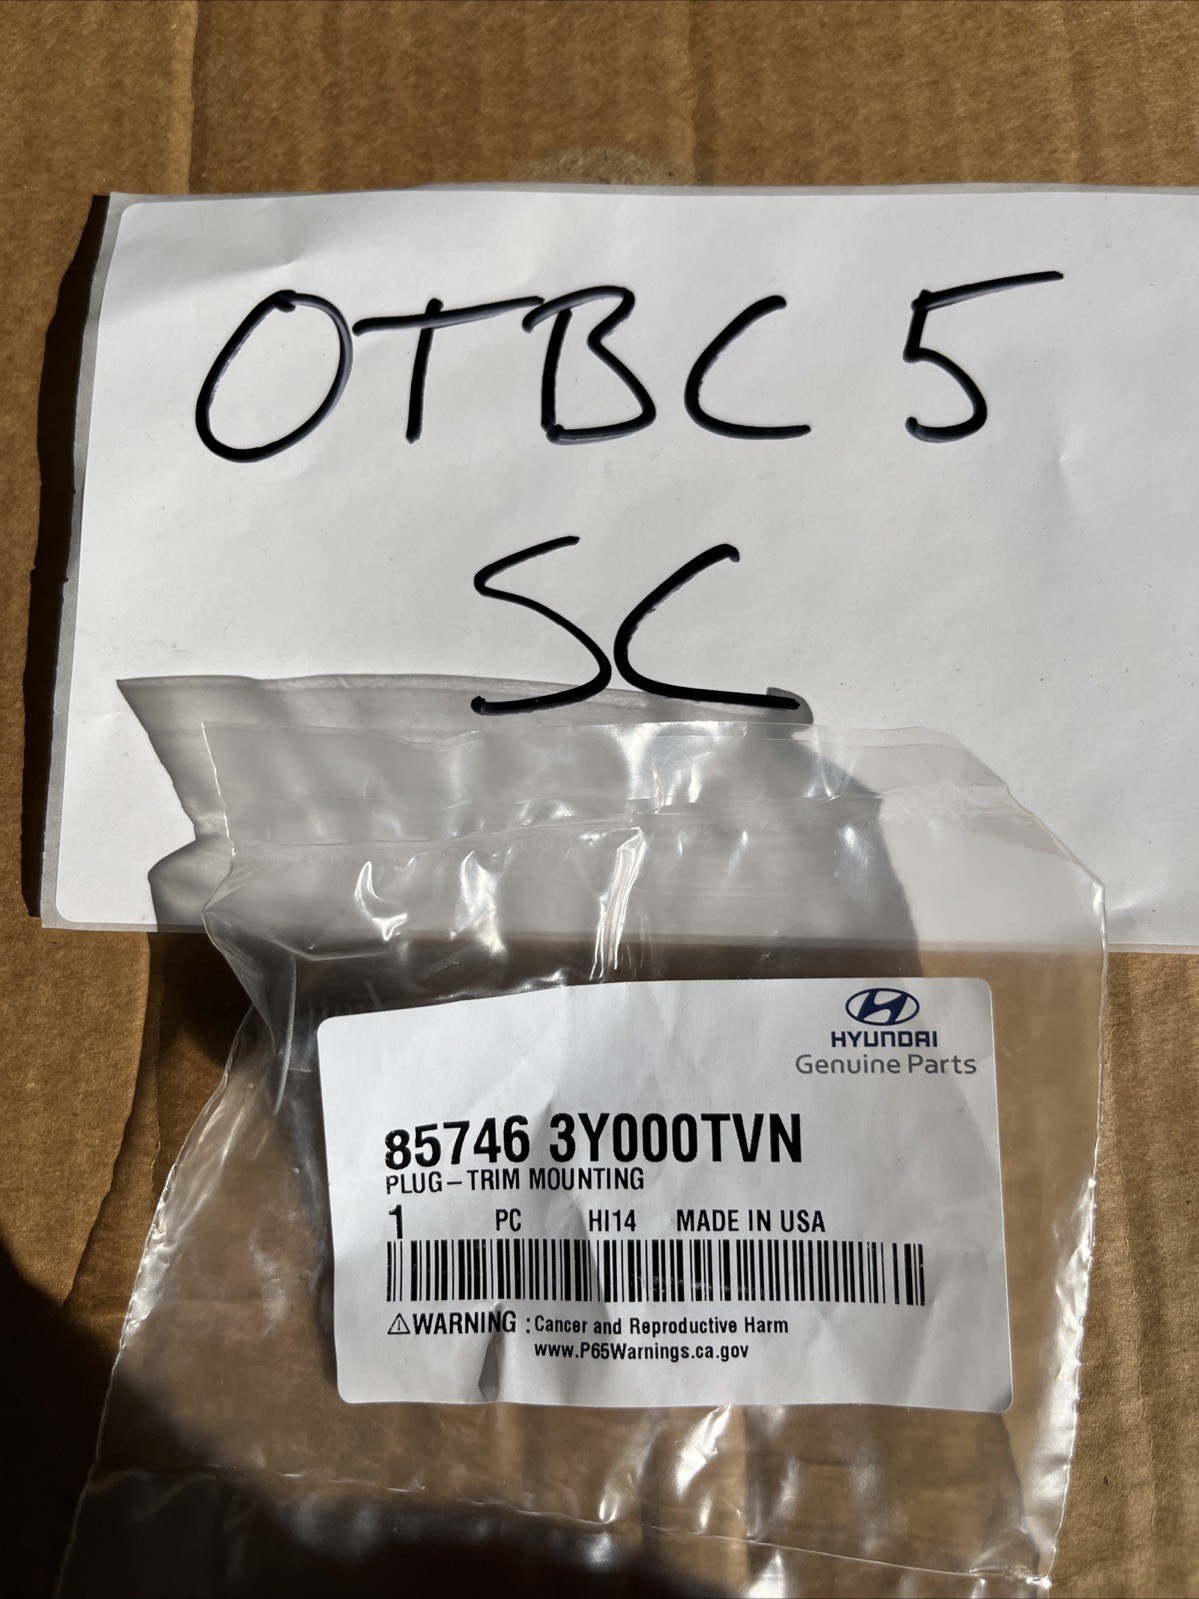 OTBC 5
SC
HYUNDAI
Genuine Parts
85746 3Y000TVN
PLUG-TRIM MOUNTING
1 PC HI14 MADE IN USA
⚠WARNING : Cancer and Reproductive Harm
www.P65Warnings.ca.gov